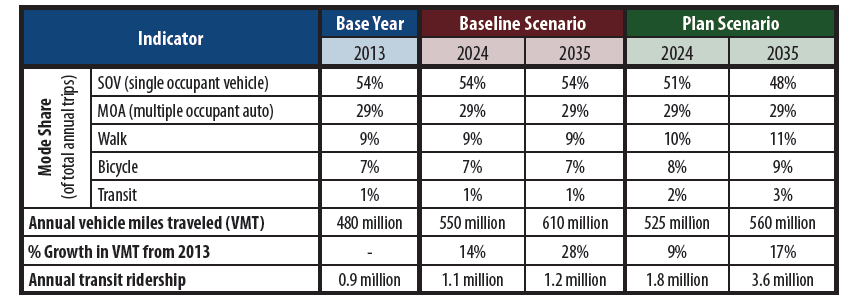 Indicator Base Year Baseline Scenario Plan Scenario
2013 2024 2035 2024 2035
Mode Share
(of total annual trips)
SOV (single occupant vehicle) 54% 54% 54% 51% 48%
MOA (multiple occupant auto) 29% 29% 29% 29% 29%
Walk 9% 9% 9% 10% 11%
Bicycle 7% 7% 7% 8% 9%
Transit 1% 1% 1% 2% 3%
Annual vehicle miles traveled (VMT) 480 million 550 million 610 million 525 million 560 million
% Growth in VMT from 2013 - 14% 28% 9% 17%
Annual transit ridership 0.9 million 1.1 million 1.2 million 1.8 million 3.6 million